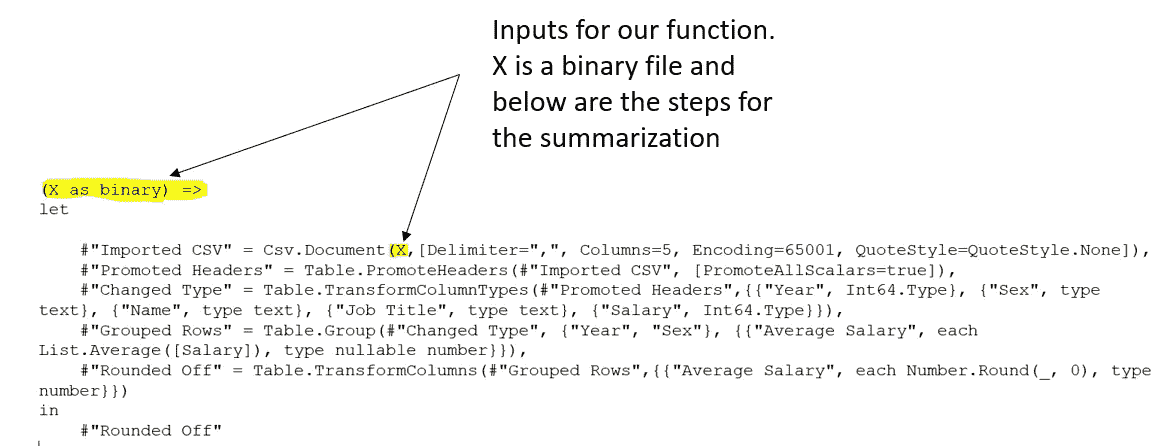 Inputs for our function.
X is a binary file and
below are the steps for
the summarization
(X as binary) =>
let
#"Imported CSV" = Csv.Document(X,[Delimiter=",", Columns=5, Encoding=65001, QuoteStyle=QuoteStyle.None]),
#"Promoted Headers" = Table.PromoteHeaders(#"Imported CSV", [PromoteAllScalars=true]),
#"Changed Type" = Table.TransformColumnTypes(#"Promoted Headers",{{"Year", Int64.Type}, {"Sex", type
text}, {"Name", type text}, {"Job Title", type text}, {"Salary", Int64.Type}}),
#"Grouped Rows" = Table.Group(#"Changed Type", {"Year", "Sex"}, {{"Average Salary", each
List.Average([Salary]), type nullable number}}),
#"Rounded Off" = Table.TransformColumns(#"Grouped Rows",{{"Average Salary", each Number.Round(_, 0), type
number}})
in
#"Rounded Off"